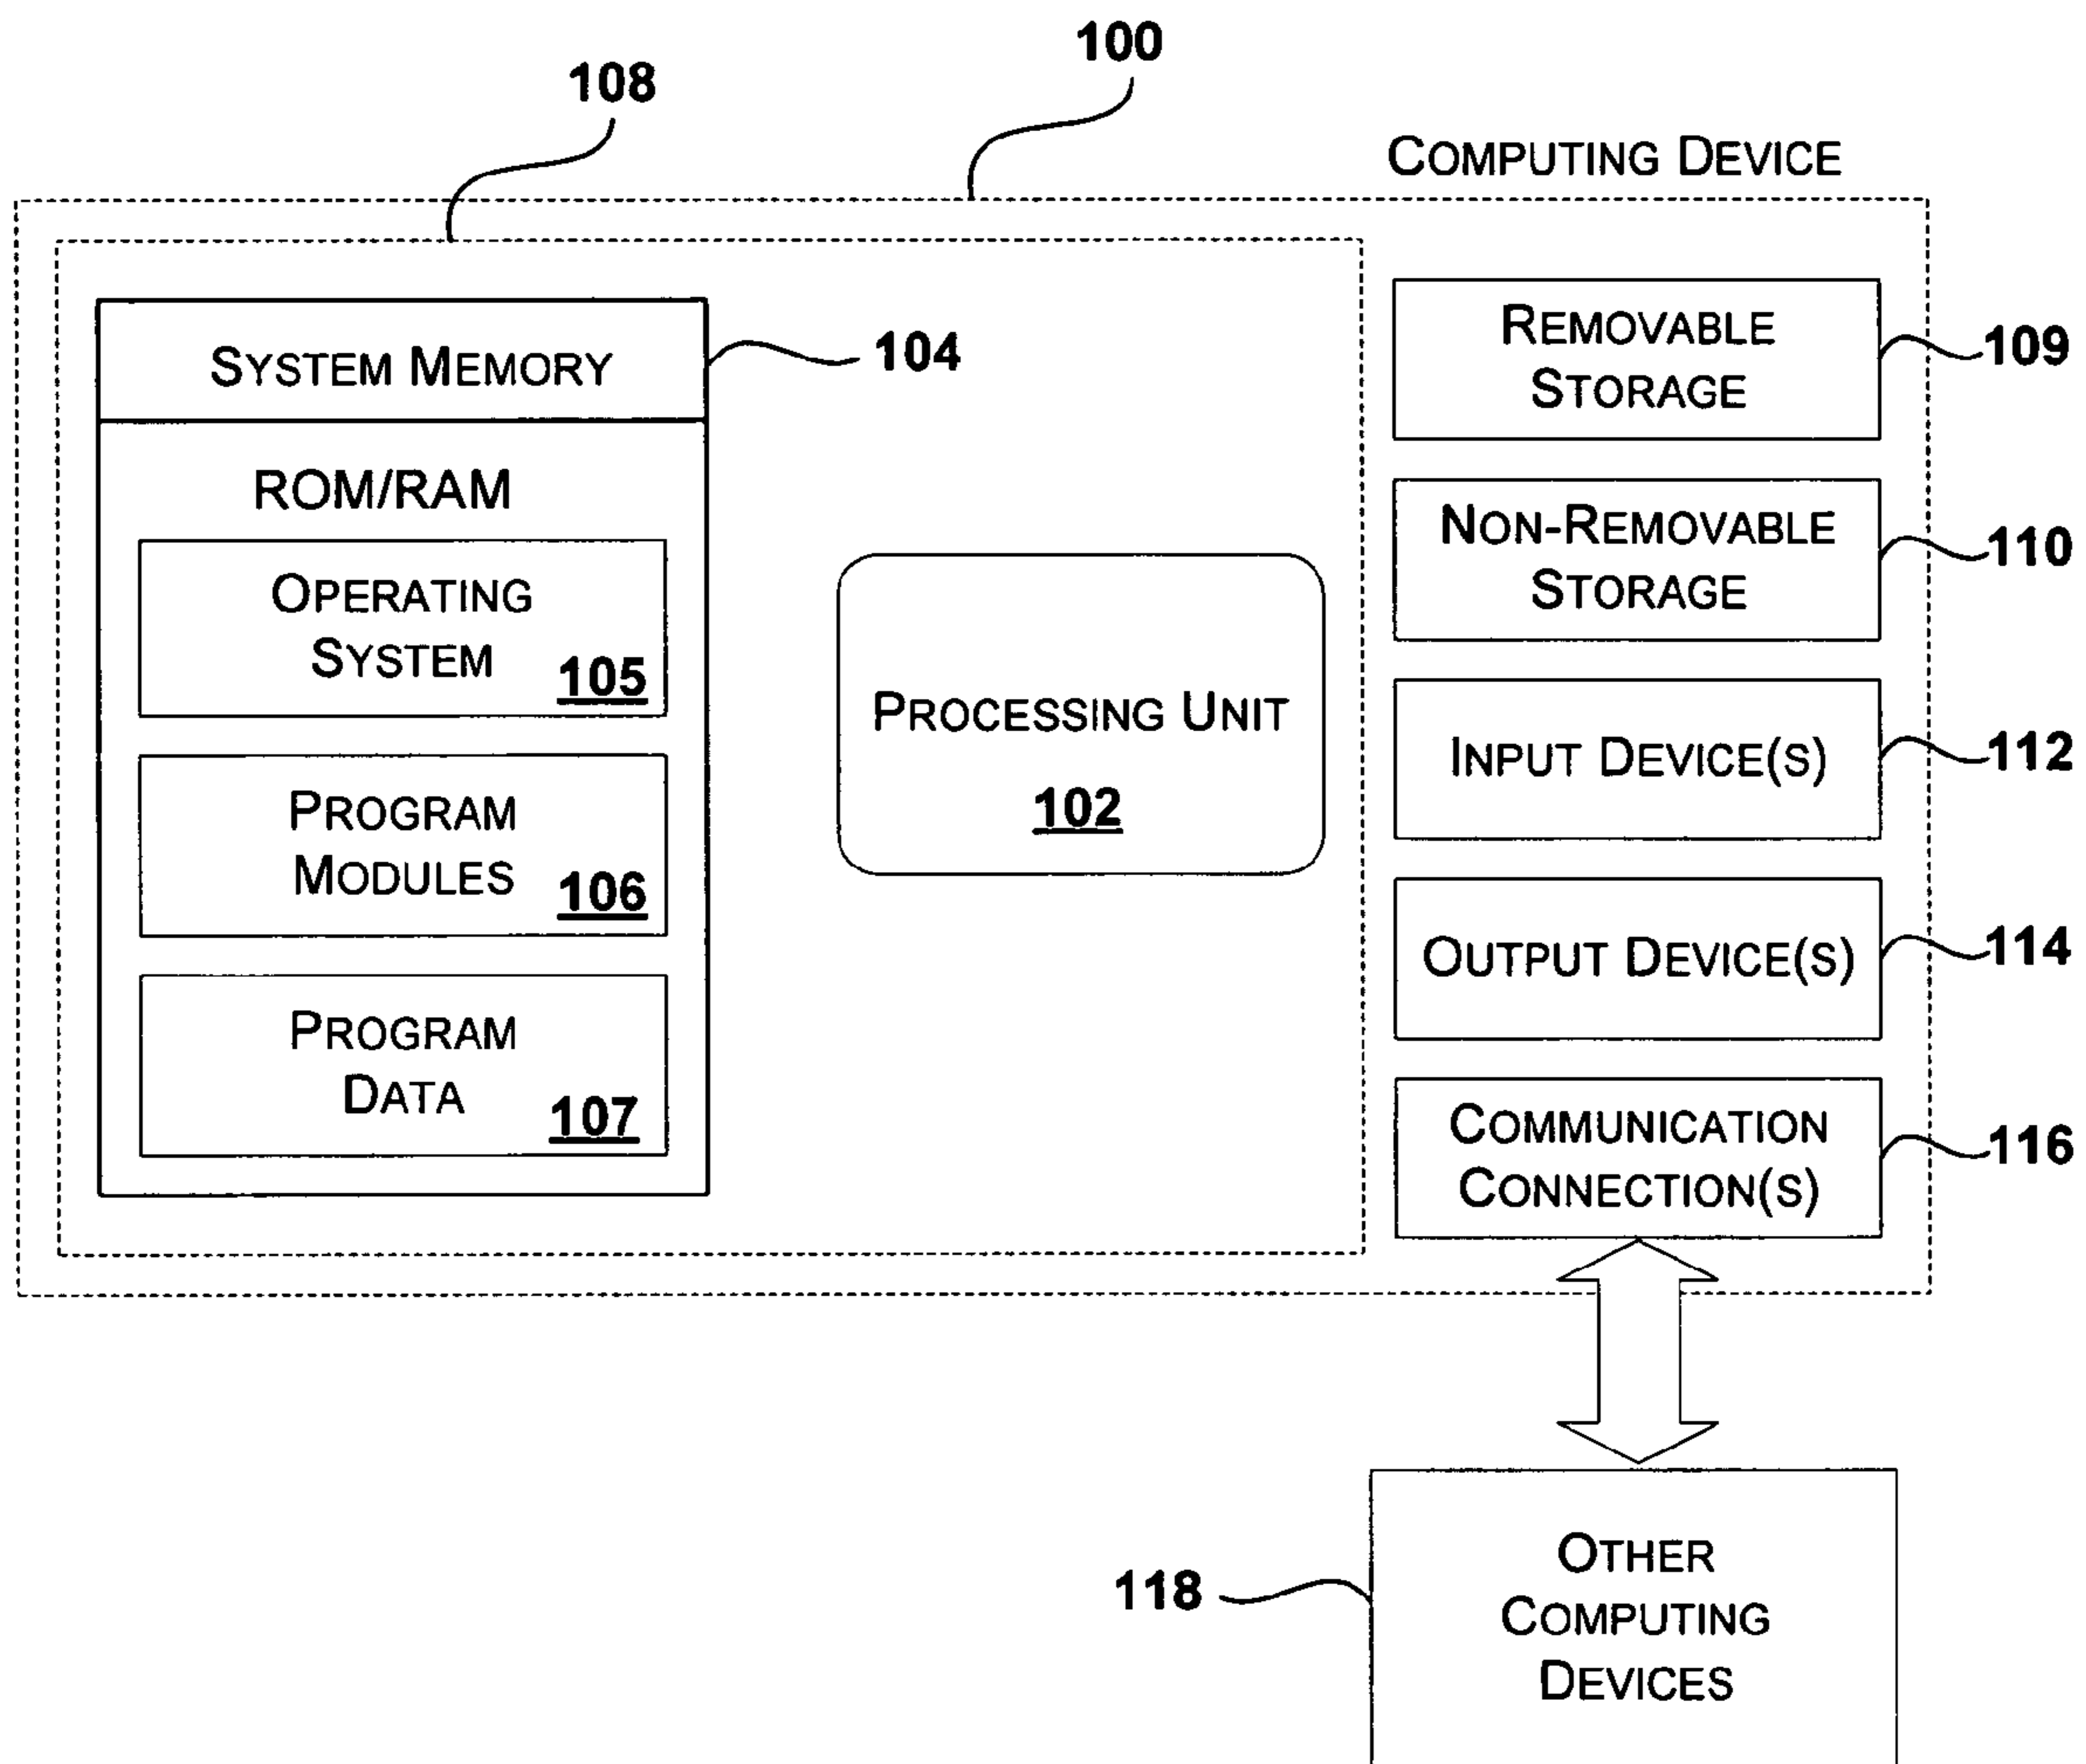 100
108
COMPUTING DEVICE
SYSTEM MEMORY
104
ROM/RAM
OPERATING
SYSTEM
105
PROGRAM
MODULES
106
PROGRAM
DATA
107
PROCESSING UNIT
102
REMOVABLE
STORAGE
109
NON-REMOVABLE
STORAGE
110
INPUT DEVICE(S)
112
OUTPUT DEVICE(S)
114
COMMUNICATION
CONNECTION(S)
116
OTHER
COMPUTING
DEVICES
118